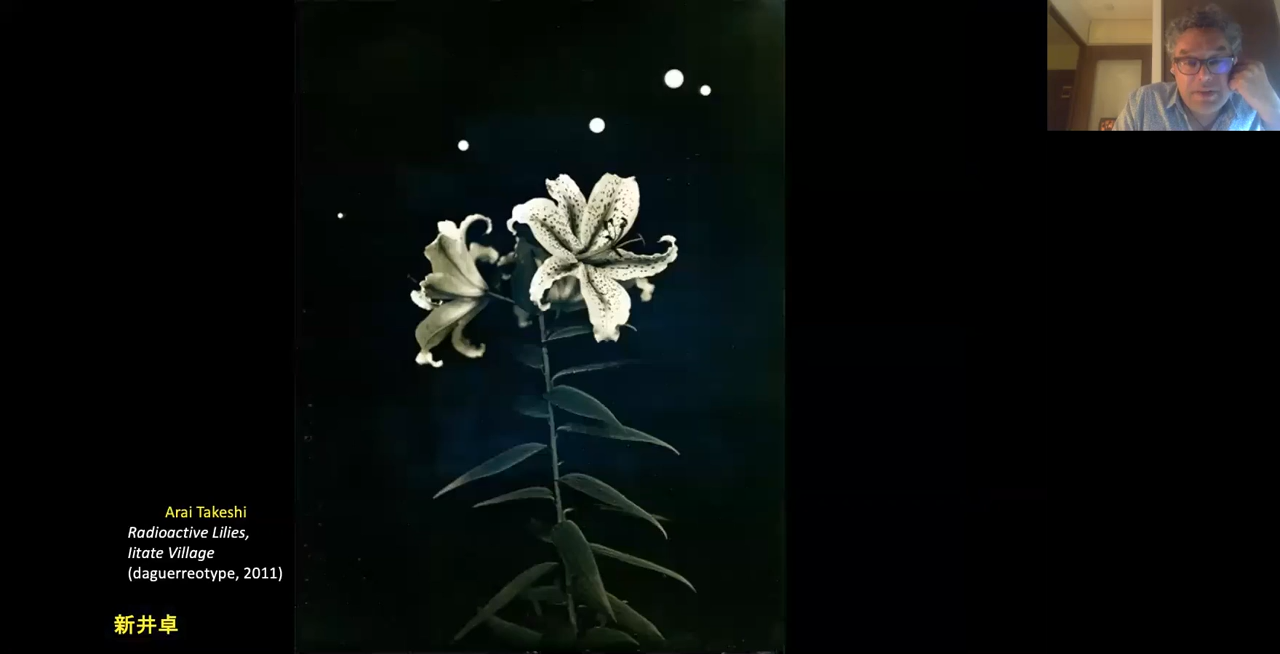 Arai Takeshi
Radioactive Lilies,
Iitate Village
(daguerreotype, 2011)
新井卓